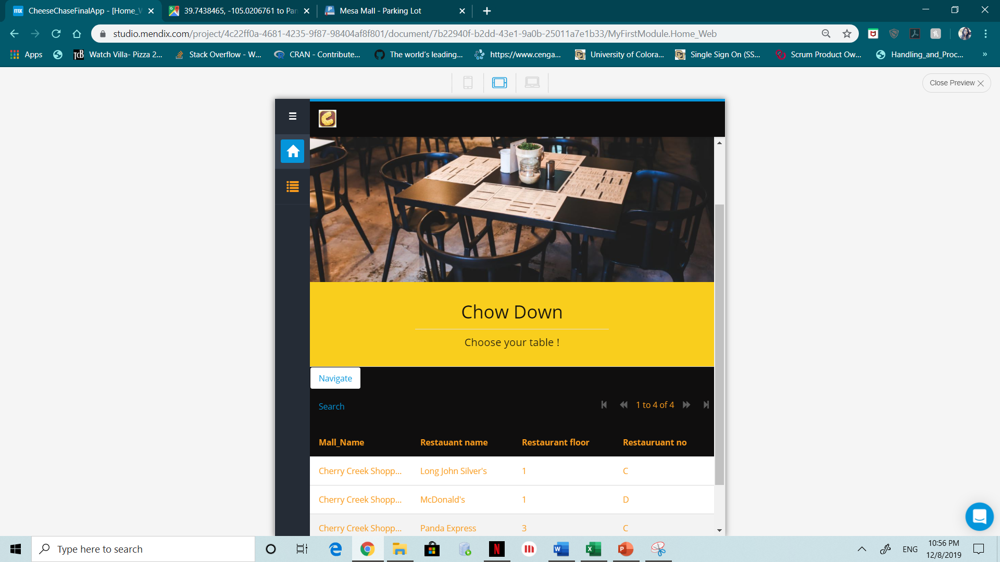 CheeseChaseFinalApp - [Home_W
39.7438465, -105.0206761 to Pan
Mesa Mall - Parking Lot
studio.mendix.com/project/4c22ff0a-4681-4235-9f87-98404af8f801/document/7b22940f-b2dd-43e1-9a0b-25011a7e1b33/MyFirstModule.Home_Web
Apps
Watch Villa- Pizza 2...
Stack Overflow - W...
CRAN - Contribute...
The world's leading...
https://www.cenga...
University of Colora...
Single Sign On (SS...
Scrum Product Ow...
Handling_and_Proc...
»
Close Preview
Chow Down
Choose your table !
Navigate
Search
1 to 4 of 4
Mall_Name Restauant name Restaurant floor Restauruant no
Cherry Creek Shopp... Long John Silver's 1 C
Cherry Creek Shopp... McDonald's 1 D
Cherry Creek Shopp... Panda Express 3 C
Type here to search
ENG
10:56 PM
12/8/2019